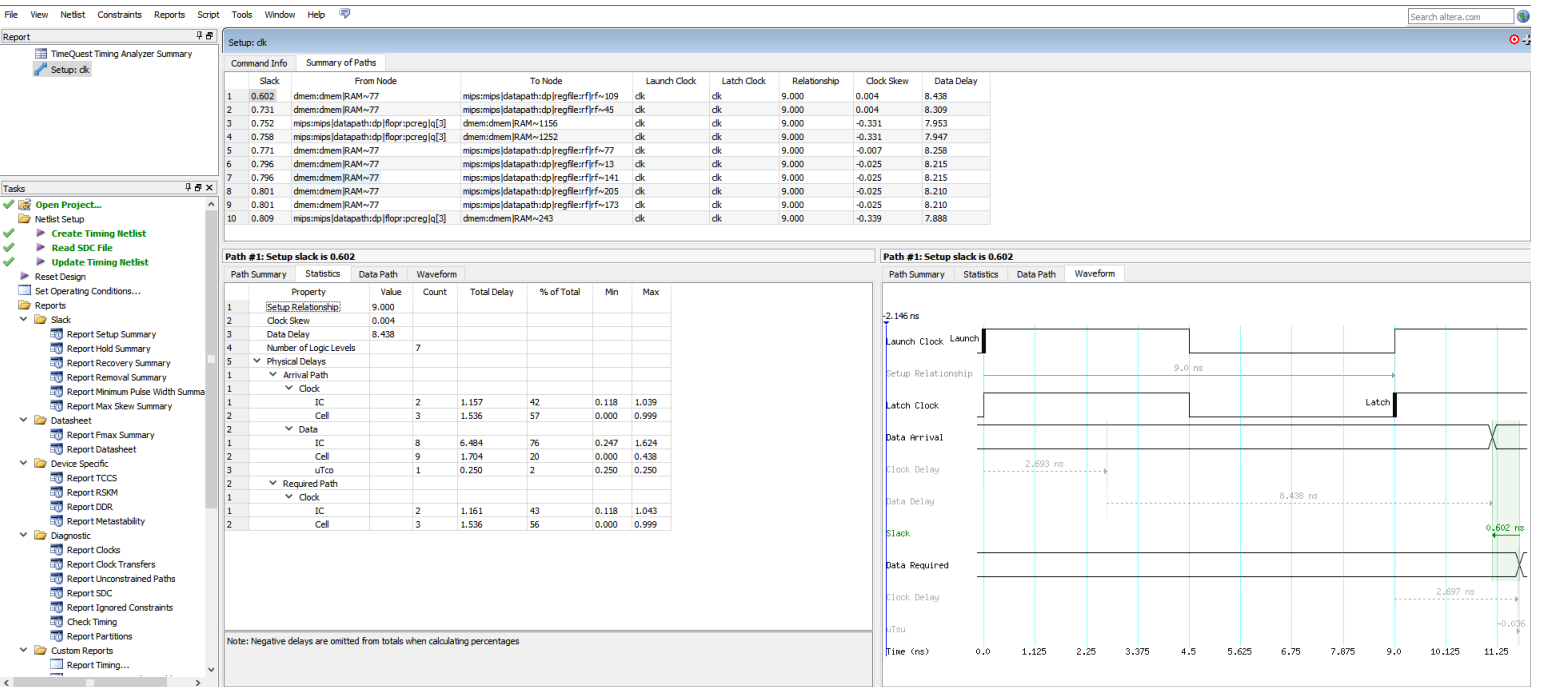 File View Netlist Constraints Reports Script Tools Window Help
Search altera.com
Report
TimeQuest Timing Analyzer Summary
Setup: clk
Tasks
Open Project...
Netlist Setup
Create Timing Netlist
Read SDC File
Update Timing Netlist
Reset Design
Set Operating Conditions...
Reports
Slack
Report Setup Summary
Report Hold Summary
Report Recovery Summary
Report Removal Summary
Report Minimum Pulse Width Summa
Report Max Skew Summary
Datasheet
Report Fmax Summary
Report Datasheet
Device Specific
Report TCCS
Report RSKM
Report DDR
Report Metastability
Diagnostic
Report Clocks
Report Clock Transfers
Report Unconstrained Paths
Report SDC
Report Ignored Constraints
Check Timing
Report Partitions
Custom Reports
Report Timing...
Setup: clk
Command Info Summary of Paths
Slack From Node To Node Launch Clock Latch Clock Relationship Clock Skew Data Delay
1 0.602 dmem:dmem|RAM~77 mips:mips|datapath:dp|regfile:rf|rf~109 clk clk 9.000 0.004 8.438
2 0.731 dmem:dmem|RAM~77 mips:mips|datapath:dp|regfile:rf|rf~45 clk clk 9.000 0.004 8.309
3 0.752 mips:mips|datapath:dp|flopr:pcreg|q[3] dmem:dmem|RAM~1156 clk clk 9.000 -0.331 7.953
4 0.758 mips:mips|datapath:dp|flopr:pcreg|q[3] dmem:dmem|RAM~1252 clk clk 9.000 -0.331 7.947
5 0.771 dmem:dmem|RAM~77 mips:mips|datapath:dp|regfile:rf|rf~77 clk clk 9.000 -0.007 8.258
6 0.796 dmem:dmem|RAM~77 mips:mips|datapath:dp|regfile:rf|rf~13 clk clk 9.000 -0.025 8.215
7 0.796 dmem:dmem|RAM~77 mips:mips|datapath:dp|regfile:rf|rf~141 clk clk 9.000 -0.025 8.215
8 0.801 dmem:dmem|RAM~77 mips:mips|datapath:dp|regfile:rf|rf~205 clk clk 9.000 -0.025 8.210
9 0.801 dmem:dmem|RAM~77 mips:mips|datapath:dp|regfile:rf|rf~173 clk clk 9.000 -0.025 8.210
10 0.809 mips:mips|datapath:dp|flopr:pcreg|q[3] dmem:dmem|RAM~243 clk clk 9.000 -0.339 7.888
Path #1: Setup slack is 0.602
Path Summary Statistics Data Path Waveform
Property Value Count Total Delay % of Total Min Max
1 Setup Relationship 9.000
2 Clock Skew 0.004
3 Data Delay 8.438
4 Number of Logic Levels 7
5 Physical Delays
1 Arrival Path
1 Clock
1 IC 2 1.157 42 0.118 1.039
2 Cell 3 1.536 57 0.000 0.999
2 Data
1 IC 8 6.484 76 0.247 1.624
2 Cell 9 1.704 20 0.000 0.438
3 uTco 1 0.250 2 0.250 0.250
2 Required Path
1 Clock
1 IC 2 1.161 43 0.118 1.043
2 Cell 3 1.536 56 0.000 0.999
Note: Negative delays are omitted from totals when calculating percentages
Path #1: Setup slack is 0.602
Path Summary Statistics Data Path Waveform
-2.146 ns
Launch Clock Launch
Setup Relationship 9.0 ns
Latch Clock Latch
Data Arrival
Clock Delay 2.693 ns
Data Delay 8.438 ns
Slack 0.602 ns
Data Required
Clock Delay 2.697 ns
uTsu -0.036
Time (ns) 0.0 1.125 2.25 3.375 4.5 5.625 6.75 7.875 9.0 10.125 11.25